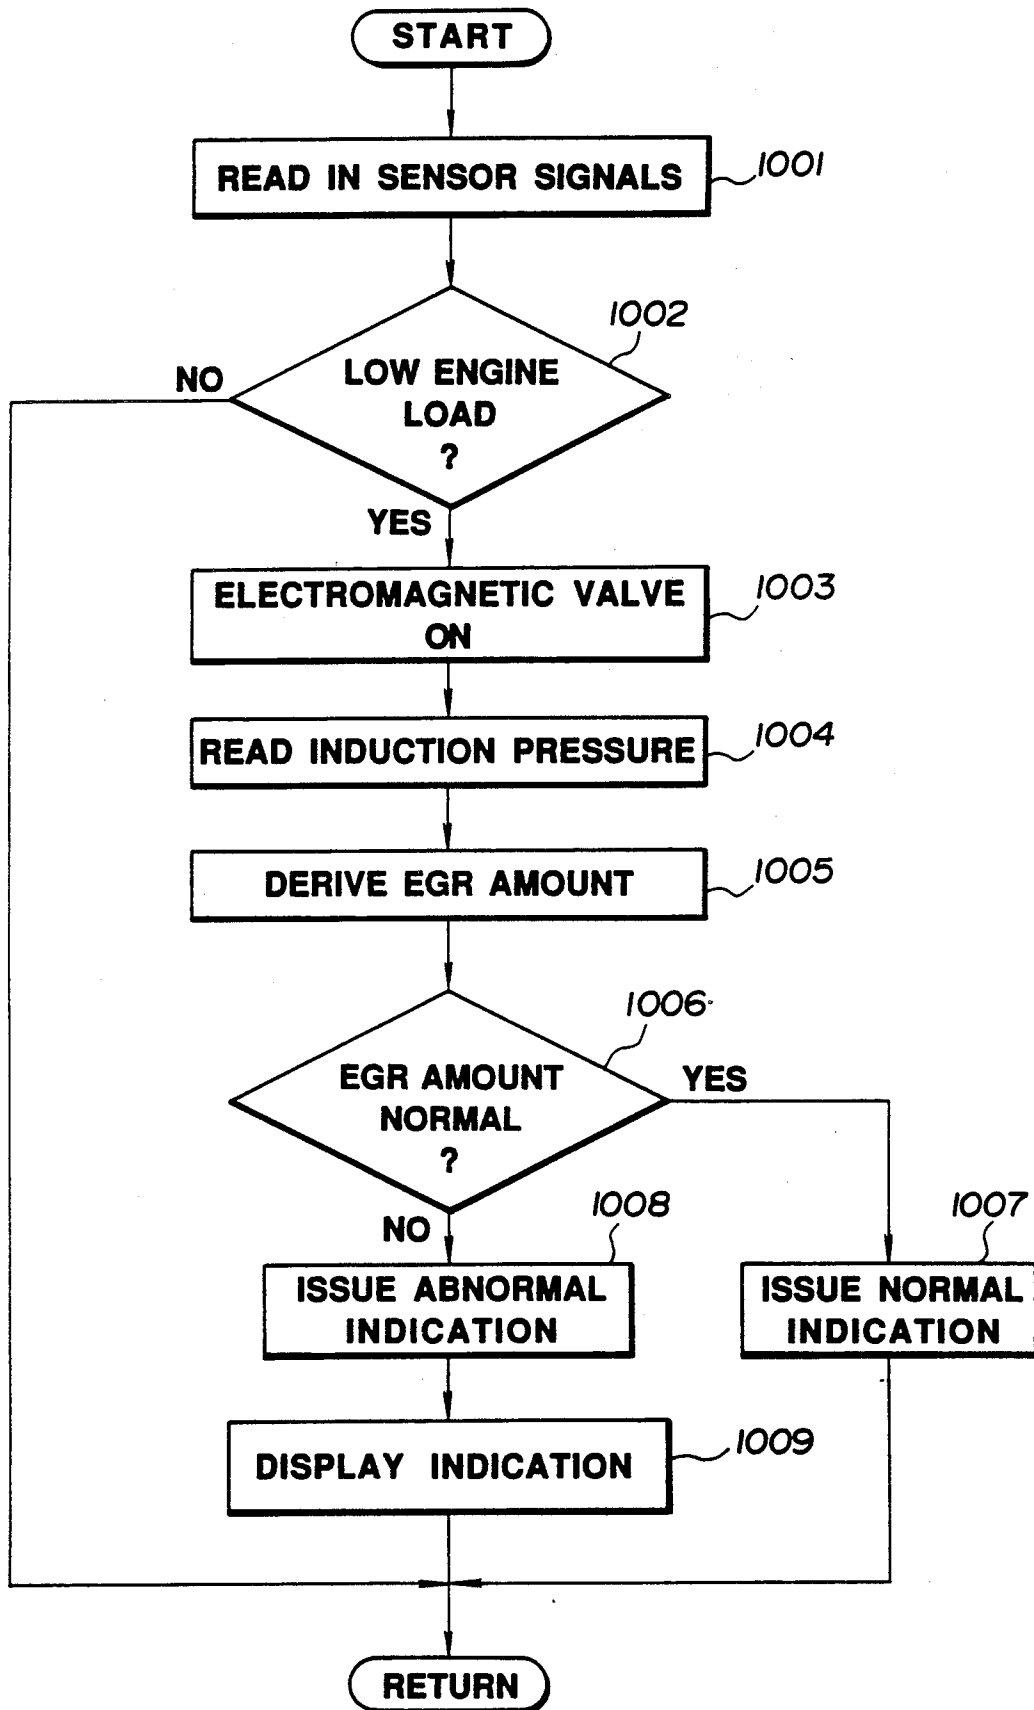 START
READ IN SENSOR SIGNALS
1001
1002
LOW ENGINE
LOAD
?
NO
YES
ELECTROMAGNETIC VALVE
ON
1003
READ INDUCTION PRESSURE
1004
DERIVE EGR AMOUNT
1005
1006
EGR AMOUNT
NORMAL
?
YES
NO
1008
1007
ISSUE ABNORMAL
INDICATION
ISSUE NORMAL
INDICATION
DISPLAY INDICATION
1009
RETURN